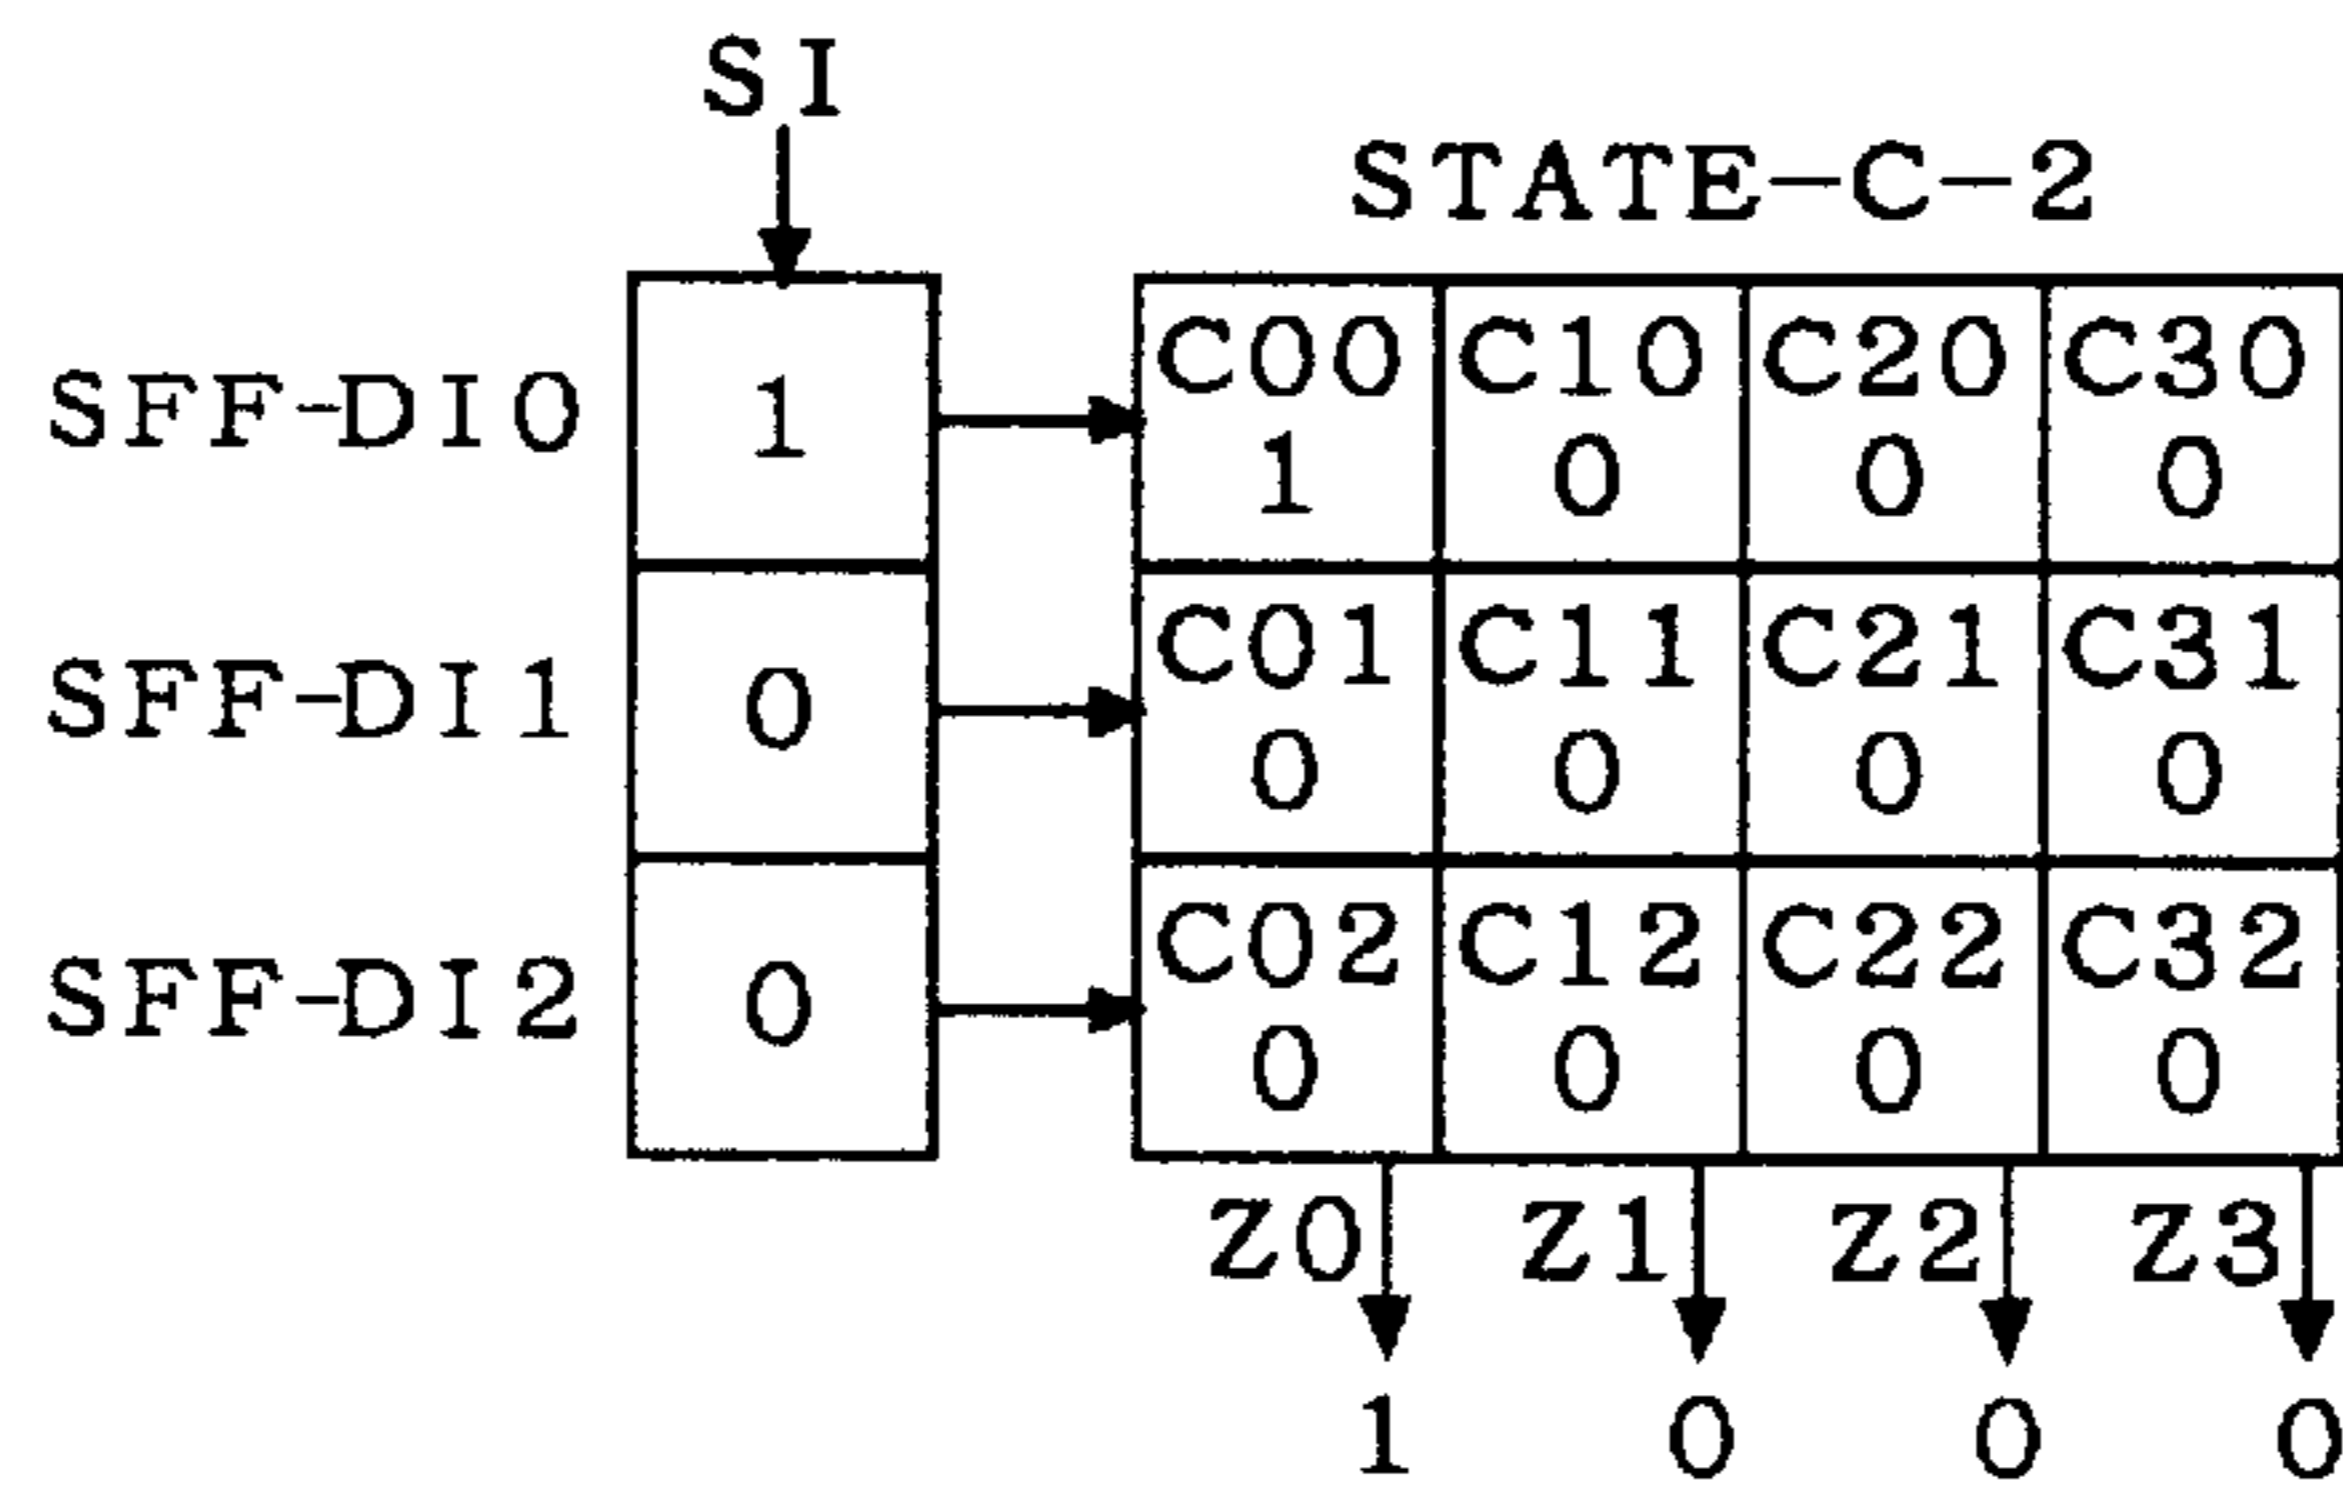 SI
STATE-C-2
C00 C10 C20 C30
SFF-DI0 1 1 0 0 0
C01 C11 C21 C31
SFF-DI1 0 0 0 0 0
C02 C12 C22 C32
SFF-DI2 0 0 0 0 0
Z0 Z1 Z2 Z3
1 0 0 0